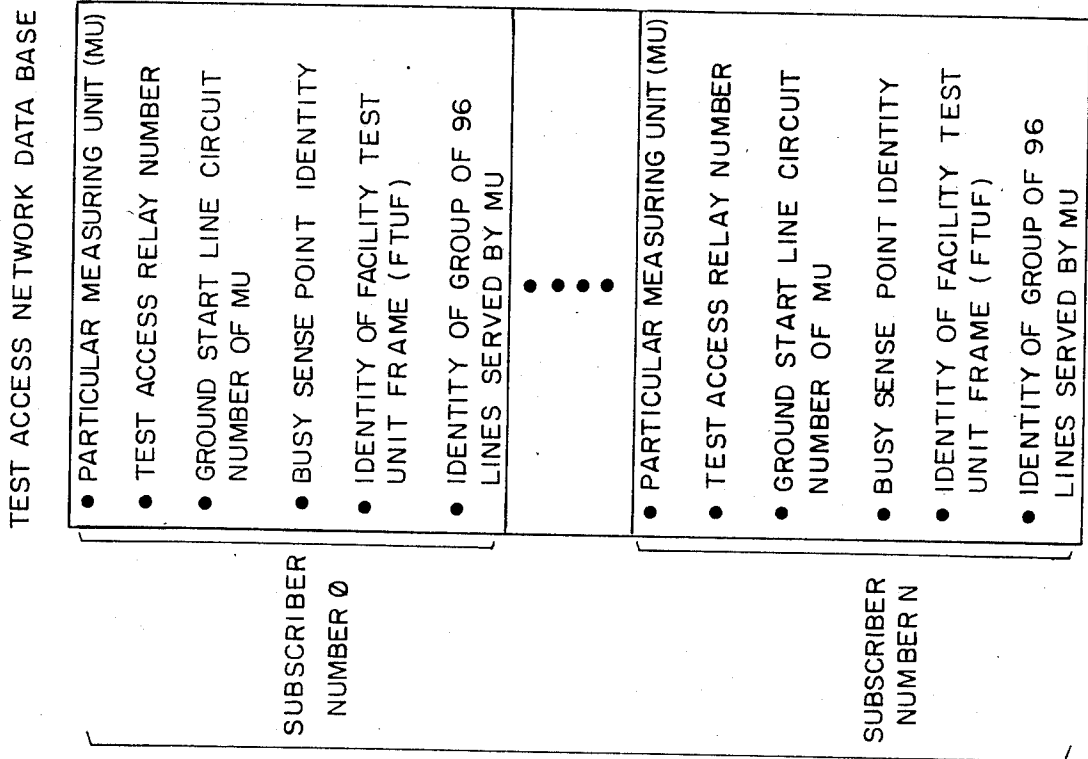 TEST ACCESS NETWORK DATA BASE
SUBSCRIBER
NUMBER Ø
• PARTICULAR MEASURING UNIT (MU)
• TEST ACCESS RELAY NUMBER
• GROUND START LINE CIRCUIT
NUMBER OF MU
• BUSY SENSE POINT IDENTITY
• IDENTITY OF FACILITY TEST
UNIT FRAME (FTUF)
• IDENTITY OF GROUP OF 96
LINES SERVED BY MU
• • • •
SUBSCRIBER
NUMBER N
• PARTICULAR MEASURING UNIT (MU)
• TEST ACCESS RELAY NUMBER
• GROUND START LINE CIRCUIT
NUMBER OF MU
• BUSY SENSE POINT IDENTITY
• IDENTITY OF FACILITY TEST
UNIT FRAME (FTUF)
• IDENTITY OF GROUP OF 96
LINES SERVED BY MU